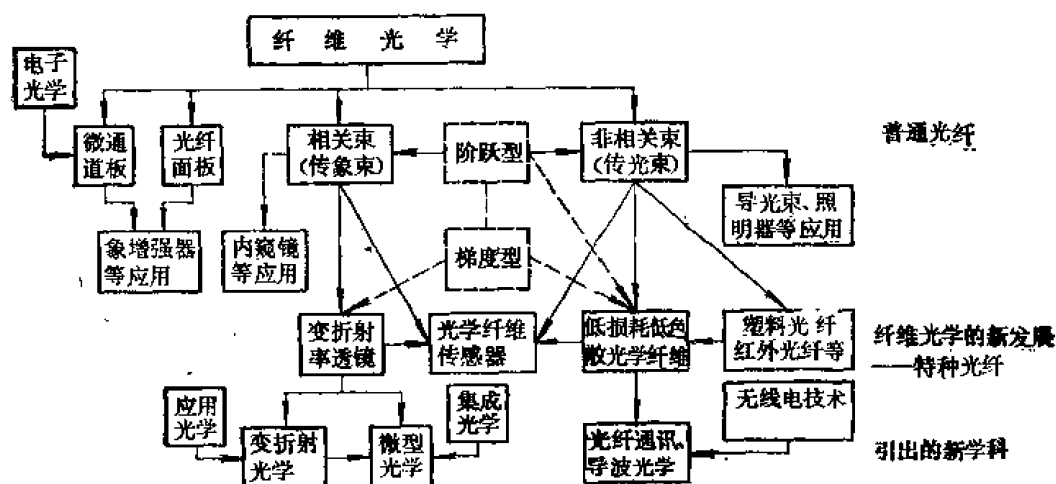 纤维光学
电子
光学
微通
道板
光纤
面板
相关束
(传象束)
阶跃型
非相关束
(传光束)
普通光纤
导光束、照
明器等应用
象增强器
等应用
内窥镜
等应用
梯度型
变折射
率透镜
光学纤维
传感器
低损耗低色
散光学纤维
塑料光纤
红外光纤等
纤维光学的新发展
——特种光纤
应用
光学
变折射
光学
微型
光学
集成
光学
光纤通讯、
导波光学
无线电技术
引出的新学科